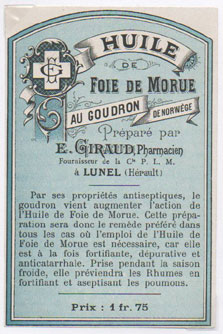 HUILE
DE
FOIE DE MORUE
AU GOUDRON DE NORWÈGE
Préparé par
E. GIRAUD, Pharmacien
Fournisseur de la Cie P. L. M.
à LUNEL (Hérault)
Par ses propriétés antiseptiques, le
goudron vient augmenter l'action de
l'Huile de Foie de Morue. Cette prépa-
ration sera donc le remède préféré dans
tous les cas où l'emploi de l'Huile de
Foie de Morue est nécessaire, car elle
est à la fois fortifiante, dépurative et
anticatarrhale. Prise pendant la saison
froide, elle préviendra les Rhumes en
fortifiant et aseptisant les poumons.
Prix : 1 fr. 75